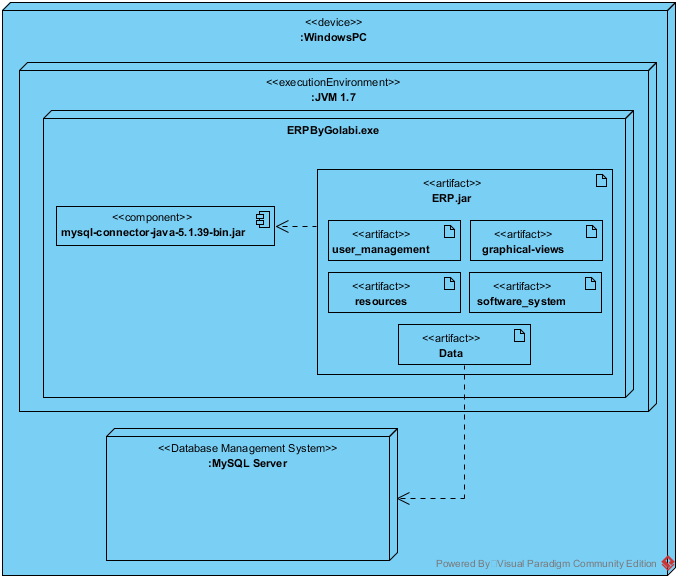 <<device>>
:WindowsPC
<<executionEnvironment>>
:JVM 1.7
ERPByGolabi.exe
<<component>>
mysql-connector-java-5.1.39-bin.jar
<<artifact>>
ERP.jar
<<artifact>>
user_management
<<artifact>>
graphical-views
<<artifact>>
resources
<<artifact>>
software_system
<<artifact>>
Data
<<Database Management System>>
:MySQL Server
Powered By Visual Paradigm Community Edition